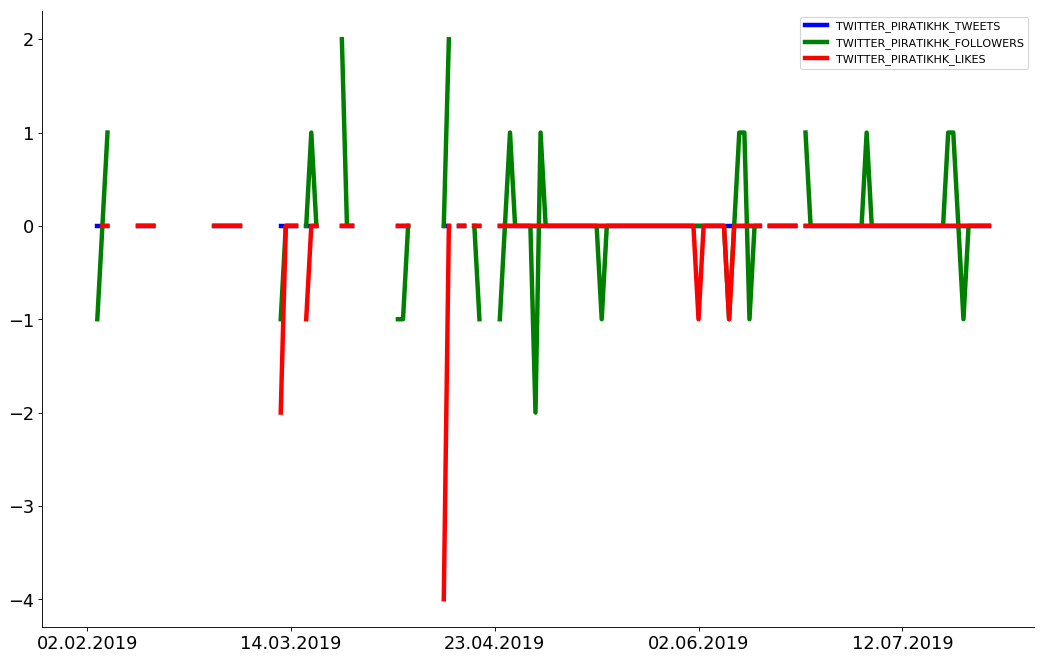 TWITTER_PIRATIKHK_TWEETS
TWITTER_PIRATIKHK_FOLLOWERS
TWITTER_PIRATIKHK_LIKES
2
1
0
−1
−2
−3
−4
02.02.2019 14.03.2019 23.04.2019 02.06.2019 12.07.2019